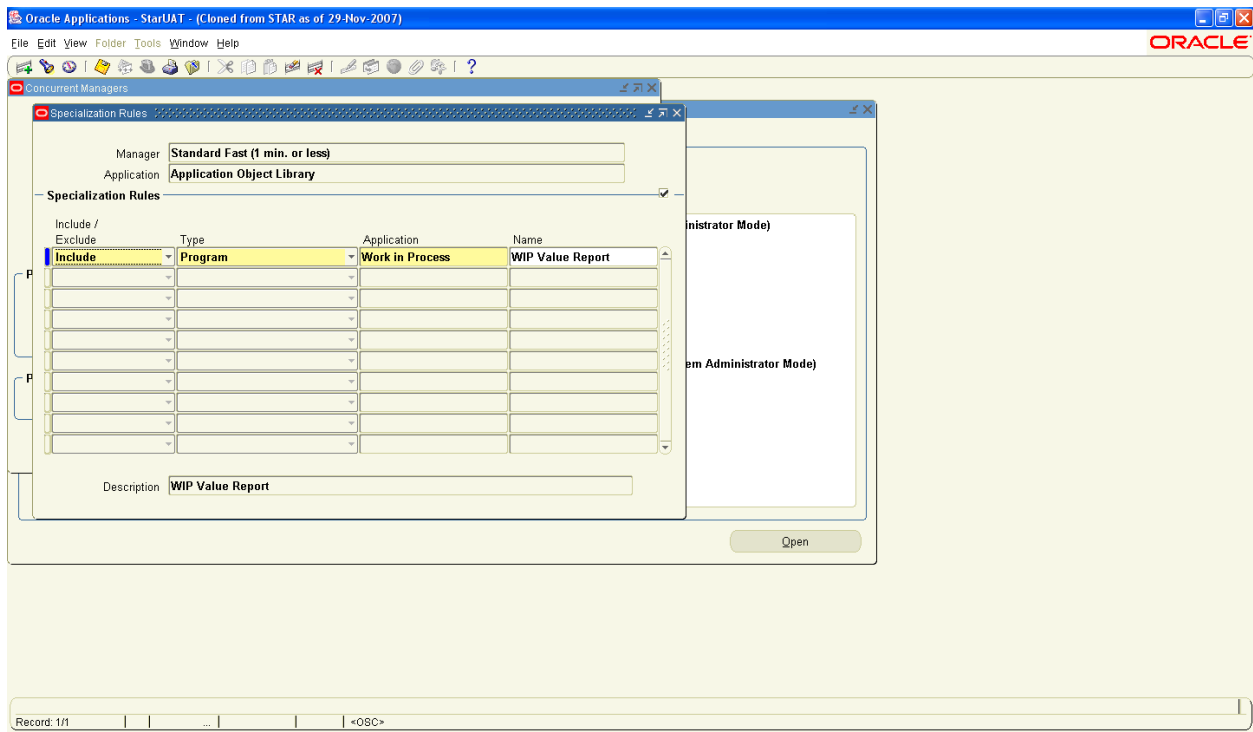 Oracle Applications - StarUAT - (Cloned from STAR as of 29-Nov-2007)
File Edit View Folder Tools Window Help
ORACLE
Concurrent Managers
Specialization Rules
Manager Standard Fast (1 min. or less)
Application Application Object Library
Specialization Rules
inistrator Mode)
Include /
Exclude Type Application Name
Include Program Work in Process WIP Value Report
P
em Administrator Mode)
P
Description WIP Value Report
Open
Record: 1/1 ... <OSC>